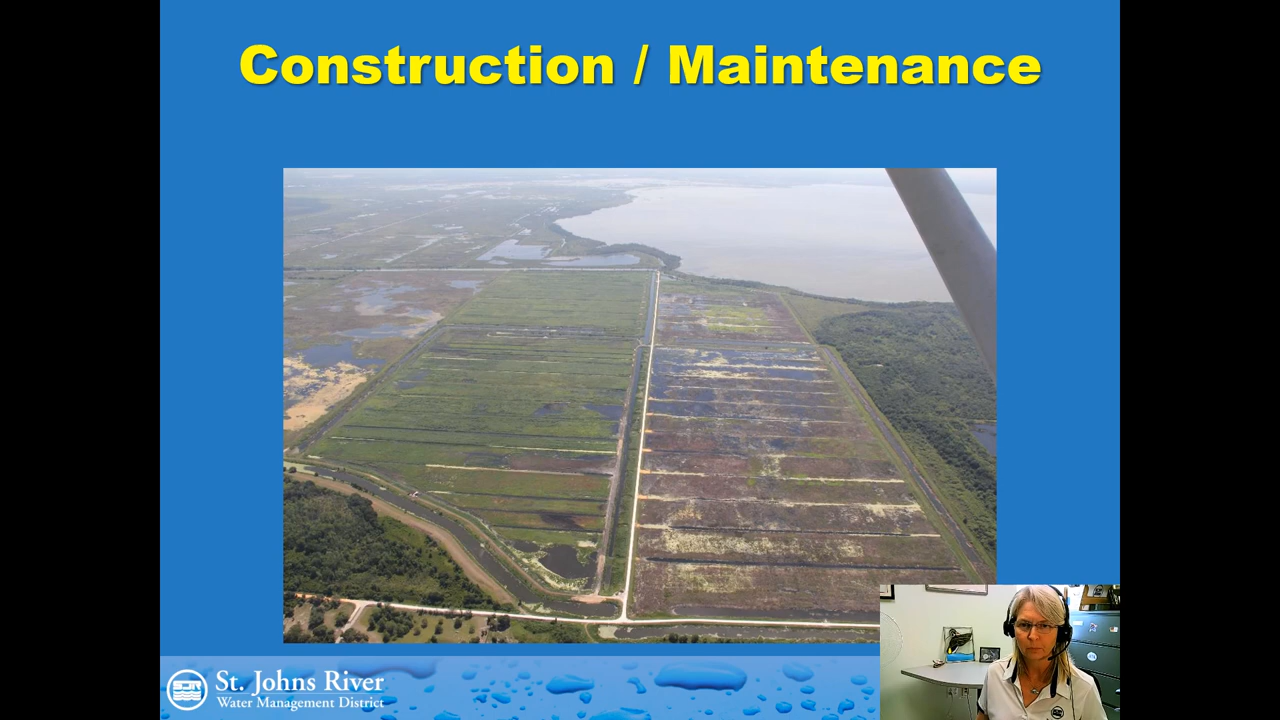 Construction / Maintenance
St. Johns River
Water Management District